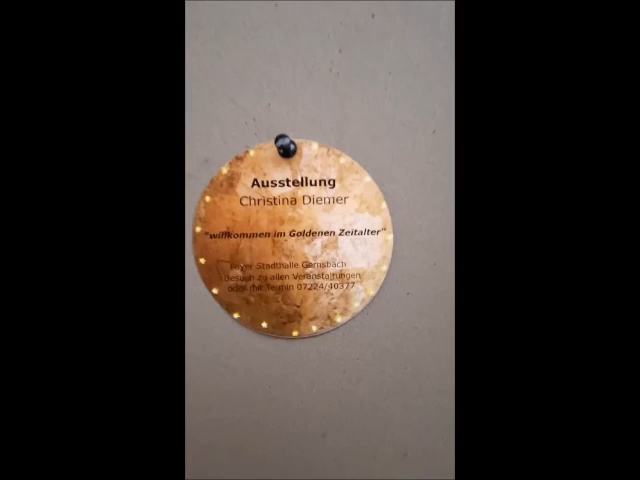 Ausstellung
Christina Diemer
"willkommen im Goldenen Zeitalter"
Foyer Stadthalle Gernsbach
Besuch zu allen Veranstaltungen
oder mit Termin 07224/40377